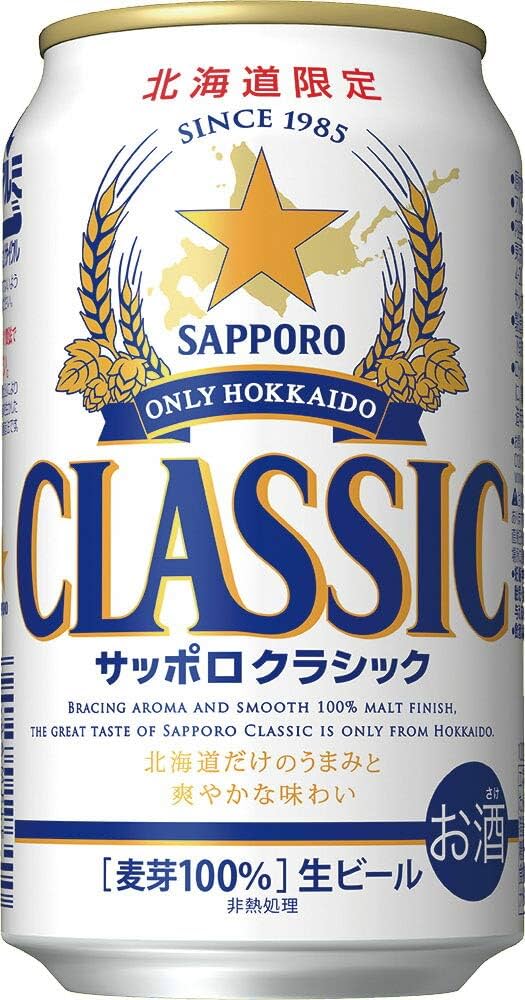 北海道限定
SINCE 1985
SAPPORO
ONLY HOKKAIDO
CLASSIC
サッポロ クラシック
BRACING AROMA AND SMOOTH 100% MALT FINISH,
THE GREAT TASTE OF SAPPORO CLASSIC IS ONLY FROM HOKKAIDO.
北海道だけのうまみと
爽やかな味わい
さけ
お酒
[麦芽100%]生ビール
非熱処理